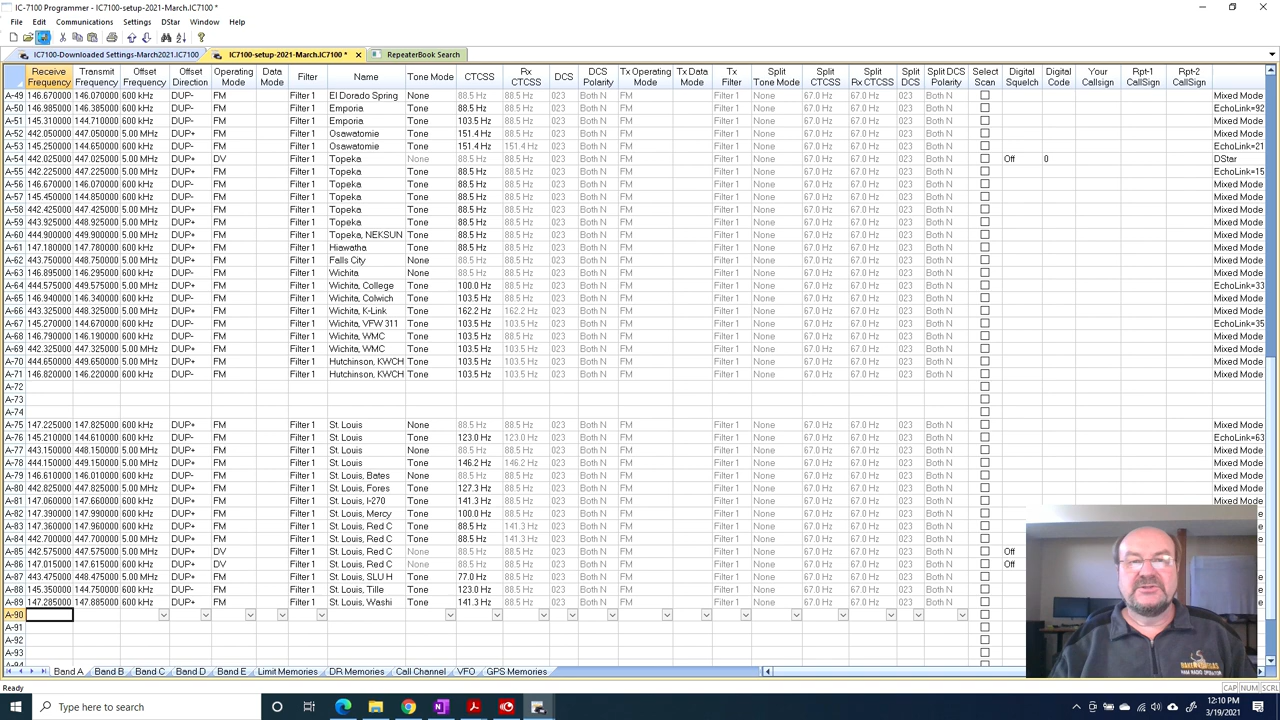 IC-7100 Programmer - IC7100-setup-2021-March.IC7100*
File Edit Communications Settings DStar Window Help
IC7100-Downloaded Settings-March2021.IC7100 IC7100-setup-2021-March.IC7100 * RepeaterBook Search
Receive Frequency Transmit Frequency Offset Frequency Offset Direction Operating Mode Data Mode Filter Name Tone Mode CTCSS Rx CTCSS DCS DCS Polarity Tx Operating Mode Tx Data Mode Tx Filter Split Tone Mode Split CTCSS Split Rx CTCSS Split DCS Split DCS Polarity Select Scan Digital Squelch Digital Code Your Callsign Rpt-1 CallSign Rpt-2 CallSign
A-49 146.670000 146.070000 600 kHz DUP- FM Filter 1 El Dorado Spring None 88.5 Hz 88.5 Hz 023 Both N FM Filter 1 None 67.0 Hz 67.0 Hz 023 Both N Mixed Mode
A-50 146.985000 146.385000 600 kHz DUP- FM Filter 1 Emporia None 88.5 Hz 88.5 Hz 023 Both N FM Filter 1 None 67.0 Hz 67.0 Hz 023 Both N EchoLink=92
A-51 145.310000 144.710000 600 kHz DUP- FM Filter 1 Emporia Tone 103.5 Hz 88.5 Hz 023 Both N FM Filter 1 None 67.0 Hz 67.0 Hz 023 Both N Mixed Mode
A-52 442.050000 447.050000 5.00 MHz DUP+ FM Filter 1 Osawatomie Tone 151.4 Hz 88.5 Hz 023 Both N FM Filter 1 None 67.0 Hz 67.0 Hz 023 Both N Mixed Mode
A-53 145.250000 144.650000 600 kHz DUP- FM Filter 1 Osawatomie Tone 151.4 Hz 151.4 Hz 023 Both N FM Filter 1 None 67.0 Hz 67.0 Hz 023 Both N EchoLink=21
A-54 442.025000 447.025000 5.00 MHz DUP+ DV Filter 1 Topeka None 88.5 Hz 88.5 Hz 023 Both N FM Filter 1 None 67.0 Hz 67.0 Hz 023 Both N Off 0 DStar
A-55 442.225000 447.225000 5.00 MHz DUP+ FM Filter 1 Topeka Tone 88.5 Hz 88.5 Hz 023 Both N FM Filter 1 None 67.0 Hz 67.0 Hz 023 Both N EchoLink=15
A-56 146.670000 146.070000 600 kHz DUP- FM Filter 1 Topeka Tone 88.5 Hz 88.5 Hz 023 Both N FM Filter 1 None 67.0 Hz 67.0 Hz 023 Both N Mixed Mode
A-57 145.450000 144.850000 600 kHz DUP- FM Filter 1 Topeka Tone 88.5 Hz 88.5 Hz 023 Both N FM Filter 1 None 67.0 Hz 67.0 Hz 023 Both N Mixed Mode
A-58 442.425000 447.425000 5.00 MHz DUP+ FM Filter 1 Topeka Tone 88.5 Hz 88.5 Hz 023 Both N FM Filter 1 None 67.0 Hz 67.0 Hz 023 Both N Mixed Mode
A-59 443.925000 448.925000 5.00 MHz DUP+ FM Filter 1 Topeka Tone 88.5 Hz 88.5 Hz 023 Both N FM Filter 1 None 67.0 Hz 67.0 Hz 023 Both N Mixed Mode
A-60 444.900000 449.900000 5.00 MHz DUP+ FM Filter 1 Topeka, NEKSUN Tone 88.5 Hz 88.5 Hz 023 Both N FM Filter 1 None 67.0 Hz 67.0 Hz 023 Both N Mixed Mode
A-61 147.180000 147.780000 600 kHz DUP+ FM Filter 1 Hiawatha Tone 88.5 Hz 88.5 Hz 023 Both N FM Filter 1 None 67.0 Hz 67.0 Hz 023 Both N Mixed Mode
A-62 443.750000 448.750000 5.00 MHz DUP+ FM Filter 1 Falls City None 88.5 Hz 88.5 Hz 023 Both N FM Filter 1 None 67.0 Hz 67.0 Hz 023 Both N Mixed Mode
A-63 146.895000 146.295000 600 kHz DUP- FM Filter 1 Wichita None 88.5 Hz 88.5 Hz 023 Both N FM Filter 1 None 67.0 Hz 67.0 Hz 023 Both N Mixed Mode
A-64 444.575000 449.575000 5.00 MHz DUP+ FM Filter 1 Wichita, College Tone 100.0 Hz 88.5 Hz 023 Both N FM Filter 1 None 67.0 Hz 67.0 Hz 023 Both N EchoLink=33
A-65 146.940000 146.340000 600 kHz DUP- FM Filter 1 Wichita, Colwich Tone 103.5 Hz 88.5 Hz 023 Both N FM Filter 1 None 67.0 Hz 67.0 Hz 023 Both N Mixed Mode
A-66 443.325000 448.325000 5.00 MHz DUP+ FM Filter 1 Wichita, K-Link Tone 162.2 Hz 162.2 Hz 023 Both N FM Filter 1 None 67.0 Hz 67.0 Hz 023 Both N Mixed Mode
A-67 145.270000 144.670000 600 kHz DUP- FM Filter 1 Wichita, VFW 311 Tone 103.5 Hz 103.5 Hz 023 Both N FM Filter 1 None 67.0 Hz 67.0 Hz 023 Both N EchoLink=35
A-68 146.790000 146.190000 600 kHz DUP- FM Filter 1 Wichita, WMC Tone 103.5 Hz 88.5 Hz 023 Both N FM Filter 1 None 67.0 Hz 67.0 Hz 023 Both N Mixed Mode
A-69 442.325000 447.325000 5.00 MHz DUP+ FM Filter 1 Wichita, WMC Tone 103.5 Hz 103.5 Hz 023 Both N FM Filter 1 None 67.0 Hz 67.0 Hz 023 Both N Mixed Mode
A-70 444.650000 449.650000 5.00 MHz DUP+ FM Filter 1 Hutchinson, KWCH Tone 103.5 Hz 103.5 Hz 023 Both N FM Filter 1 None 67.0 Hz 67.0 Hz 023 Both N Mixed Mode
A-71 146.820000 146.220000 600 kHz DUP- FM Filter 1 Hutchinson, KWCH Tone 103.5 Hz 103.5 Hz 023 Both N FM Filter 1 None 67.0 Hz 67.0 Hz 023 Both N Mixed Mode
A-72
A-73
A-74
A-75 147.225000 147.825000 600 kHz DUP+ FM Filter 1 St. Louis None 88.5 Hz 88.5 Hz 023 Both N FM Filter 1 None 67.0 Hz 67.0 Hz 023 Both N Mixed Mode
A-76 145.210000 144.610000 600 kHz DUP- FM Filter 1 St. Louis Tone 123.0 Hz 123.0 Hz 023 Both N FM Filter 1 None 67.0 Hz 67.0 Hz 023 Both N EchoLink=63
A-77 443.150000 448.150000 5.00 MHz DUP+ FM Filter 1 St. Louis None 88.5 Hz 88.5 Hz 023 Both N FM Filter 1 None 67.0 Hz 67.0 Hz 023 Both N Mixed Mode
A-78 444.150000 449.150000 5.00 MHz DUP+ FM Filter 1 St. Louis Tone 146.2 Hz 146.2 Hz 023 Both N FM Filter 1 None 67.0 Hz 67.0 Hz 023 Both N Mixed Mode
A-79 146.610000 146.010000 600 kHz DUP- FM Filter 1 St. Louis, Bates None 88.5 Hz 88.5 Hz 023 Both N FM Filter 1 None 67.0 Hz 67.0 Hz 023 Both N Mixed Mode
A-80 442.825000 447.825000 5.00 MHz DUP+ FM Filter 1 St. Louis, Fores Tone 127.3 Hz 88.5 Hz 023 Both N FM Filter 1 None 67.0 Hz 67.0 Hz 023 Both N Mixed Mode
A-81 147.060000 147.660000 600 kHz DUP+ FM Filter 1 St. Louis, I-270 Tone 141.3 Hz 88.5 Hz 023 Both N FM Filter 1 None 67.0 Hz 67.0 Hz 023 Both N Mixed Mode
A-82 147.390000 147.990000 600 kHz DUP+ FM Filter 1 St. Louis, Mercy Tone 100.0 Hz 88.5 Hz 023 Both N FM Filter 1 None 67.0 Hz 67.0 Hz 023 Both N
A-83 147.360000 147.960000 600 kHz DUP+ FM Filter 1 St. Louis, Red C Tone 88.5 Hz 141.3 Hz 023 Both N FM Filter 1 None 67.0 Hz 67.0 Hz 023 Both N
A-84 442.700000 447.700000 5.00 MHz DUP+ FM Filter 1 St. Louis, Red C Tone 88.5 Hz 141.3 Hz 023 Both N FM Filter 1 None 67.0 Hz 67.0 Hz 023 Both N
A-85 442.575000 447.575000 5.00 MHz DUP+ DV Filter 1 St. Louis, Red C None 88.5 Hz 88.5 Hz 023 Both N FM Filter 1 None 67.0 Hz 67.0 Hz 023 Both N Off
A-86 147.015000 147.615000 600 kHz DUP+ DV Filter 1 St. Louis, Red C None 88.5 Hz 88.5 Hz 023 Both N FM Filter 1 None 67.0 Hz 67.0 Hz 023 Both N Off
A-87 443.475000 448.475000 5.00 MHz DUP+ FM Filter 1 St. Louis, SLU H Tone 77.0 Hz 88.5 Hz 023 Both N FM Filter 1 None 67.0 Hz 67.0 Hz 023 Both N
A-88 145.350000 144.750000 600 kHz DUP- FM Filter 1 St. Louis, Tille Tone 123.0 Hz 88.5 Hz 023 Both N FM Filter 1 None 67.0 Hz 67.0 Hz 023 Both N
A-89 147.285000 147.885000 600 kHz DUP+ FM Filter 1 St. Louis, Washi Tone 141.3 Hz 88.5 Hz 023 Both N FM Filter 1 None 67.0 Hz 67.0 Hz 023 Both N
A-90
A-91
A-92
A-93
A-94
Band A Band B Band C Band D Band E Limit Memories DR Memories Call Channel VFO GPS Memories
Ready CAP NUM SCRL
Type here to search
12:10 PM
3/19/2021